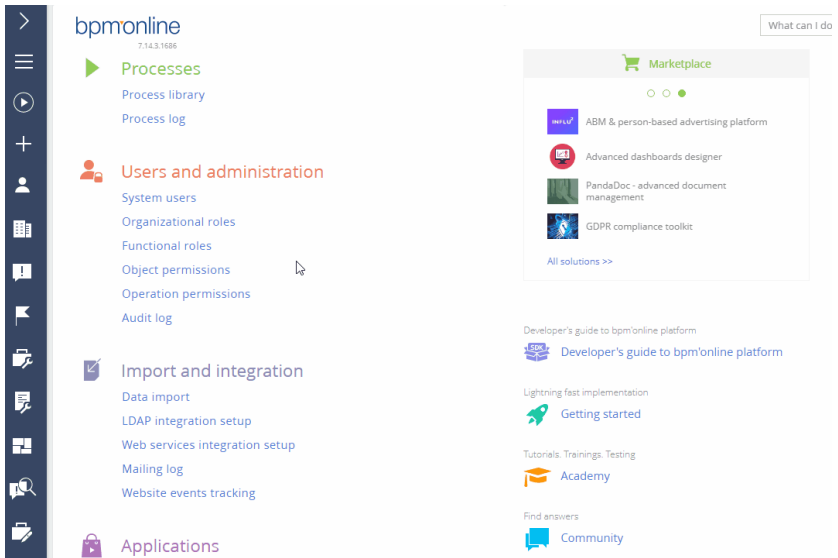 bpm'online
7.14.3.1686
What can I do
Processes
Process library
Process log
Users and administration
System users
Organizational roles
Functional roles
Object permissions
Operation permissions
Audit log
Import and integration
Data import
LDAP integration setup
Web services integration setup
Mailing log
Website events tracking
Applications
Marketplace
INFLU2
ABM & person-based advertising platform
Advanced dashboards designer
PandaDoc - advanced document
management
GDPR compliance toolkit
All solutions >>
Developer's guide to bpm'online platform
SDK
Developer's guide to bpm'online platform
Lightning fast implementation
Getting started
Tutorials. Trainings. Testing
Academy
Find answers
Community